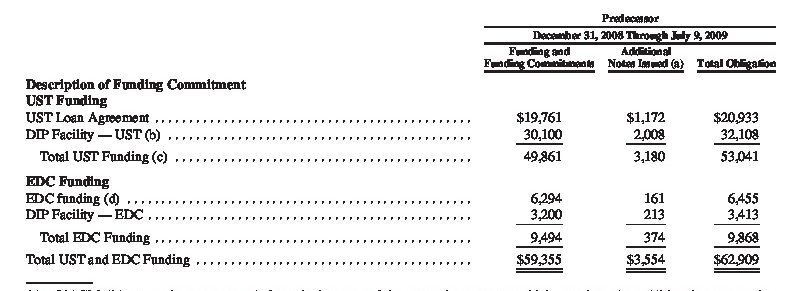 Predecessor
December 31, 2008 Through July 9, 2009
Funding and Funding Commitments Additional Notes Issued (a) Total Obligation
Description of Funding Commitment
UST Funding
UST Loan Agreement $19,761 $1,172 $20,933
DIP Facility — UST (b) 30,100 2,008 32,108
Total UST Funding (c) 49,861 3,180 53,041
EDC Funding
EDC funding (d) 6,294 161 6,455
DIP Facility — EDC 3,200 213 3,413
Total EDC Funding 9,494 374 9,868
Total UST and EDC Funding $59,355 $3,554 $62,909